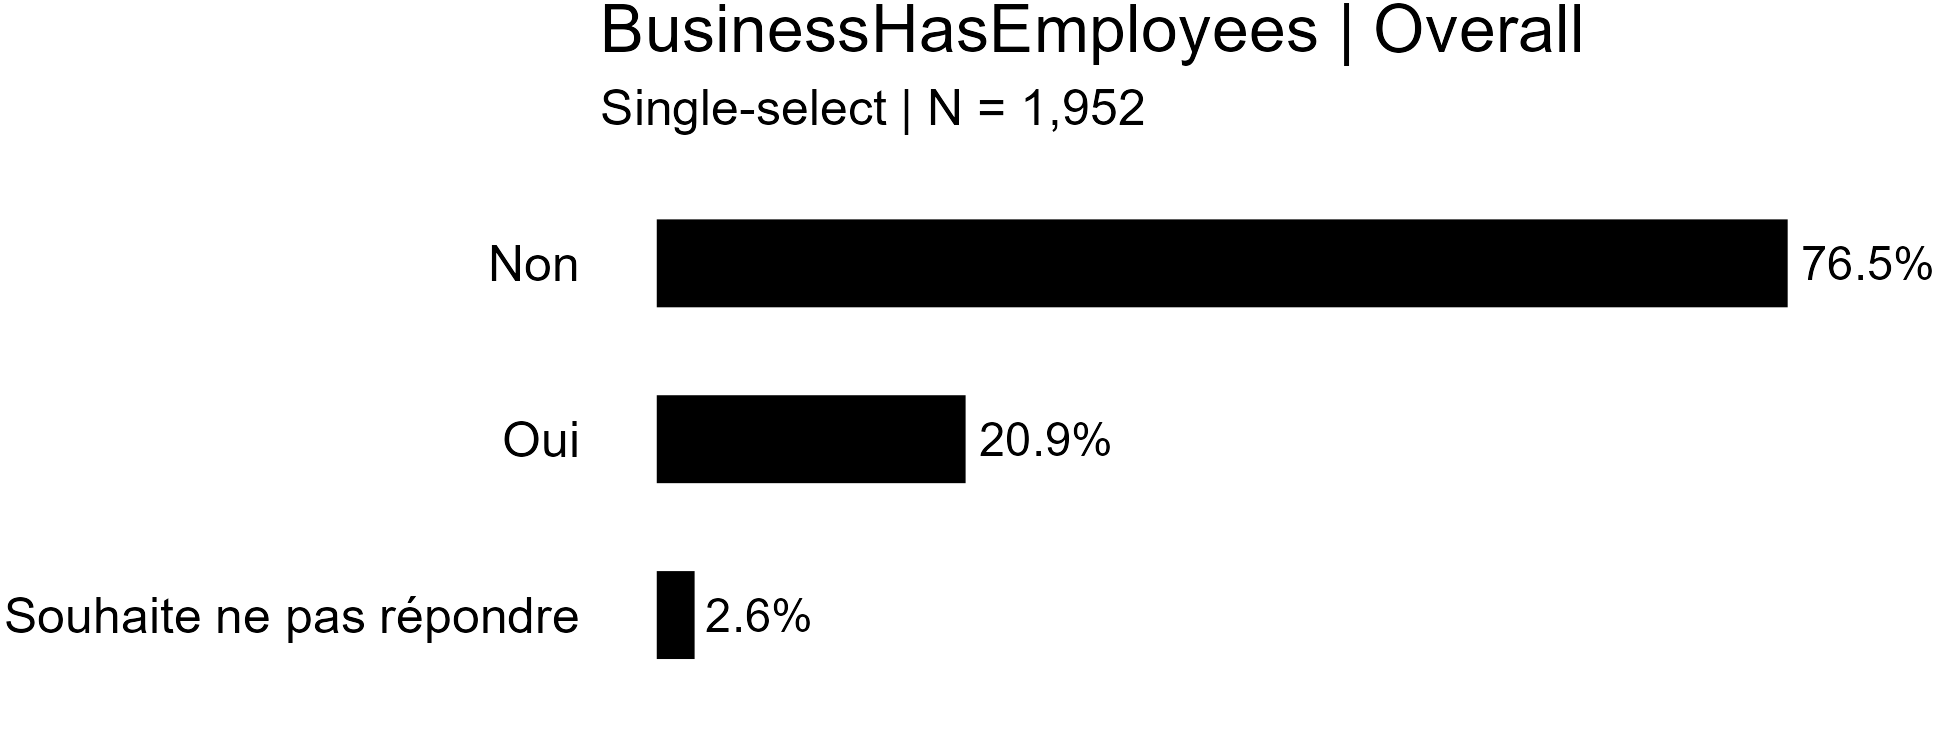 BusinessHasEmployees | Overall
Single-select | N = 1,952
Non 76.5%
Oui 20.9%
Souhaite ne pas répondre 2.6%